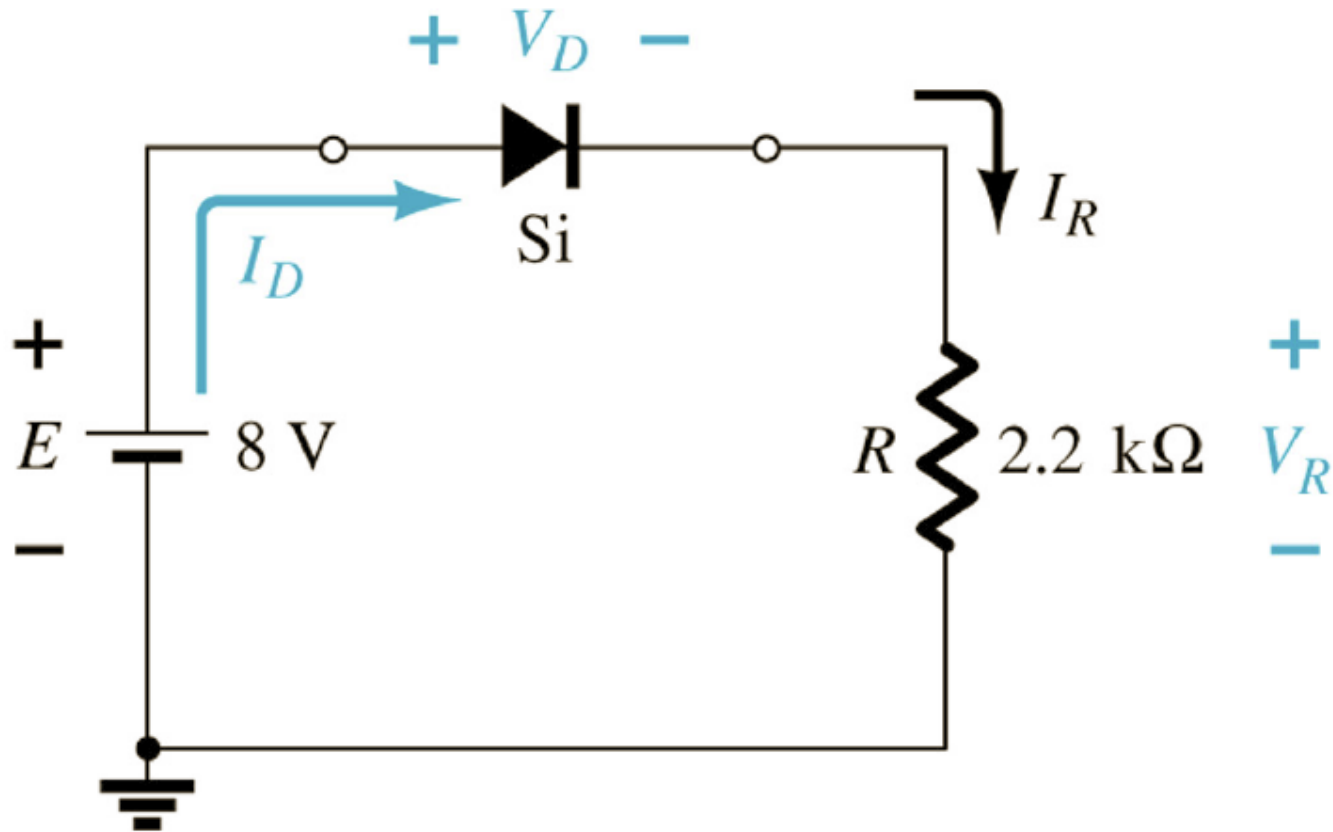 + V_D −
I_D
Si
I_R
+
E 8 V
−
R 2.2 kΩ
+
V_R
−